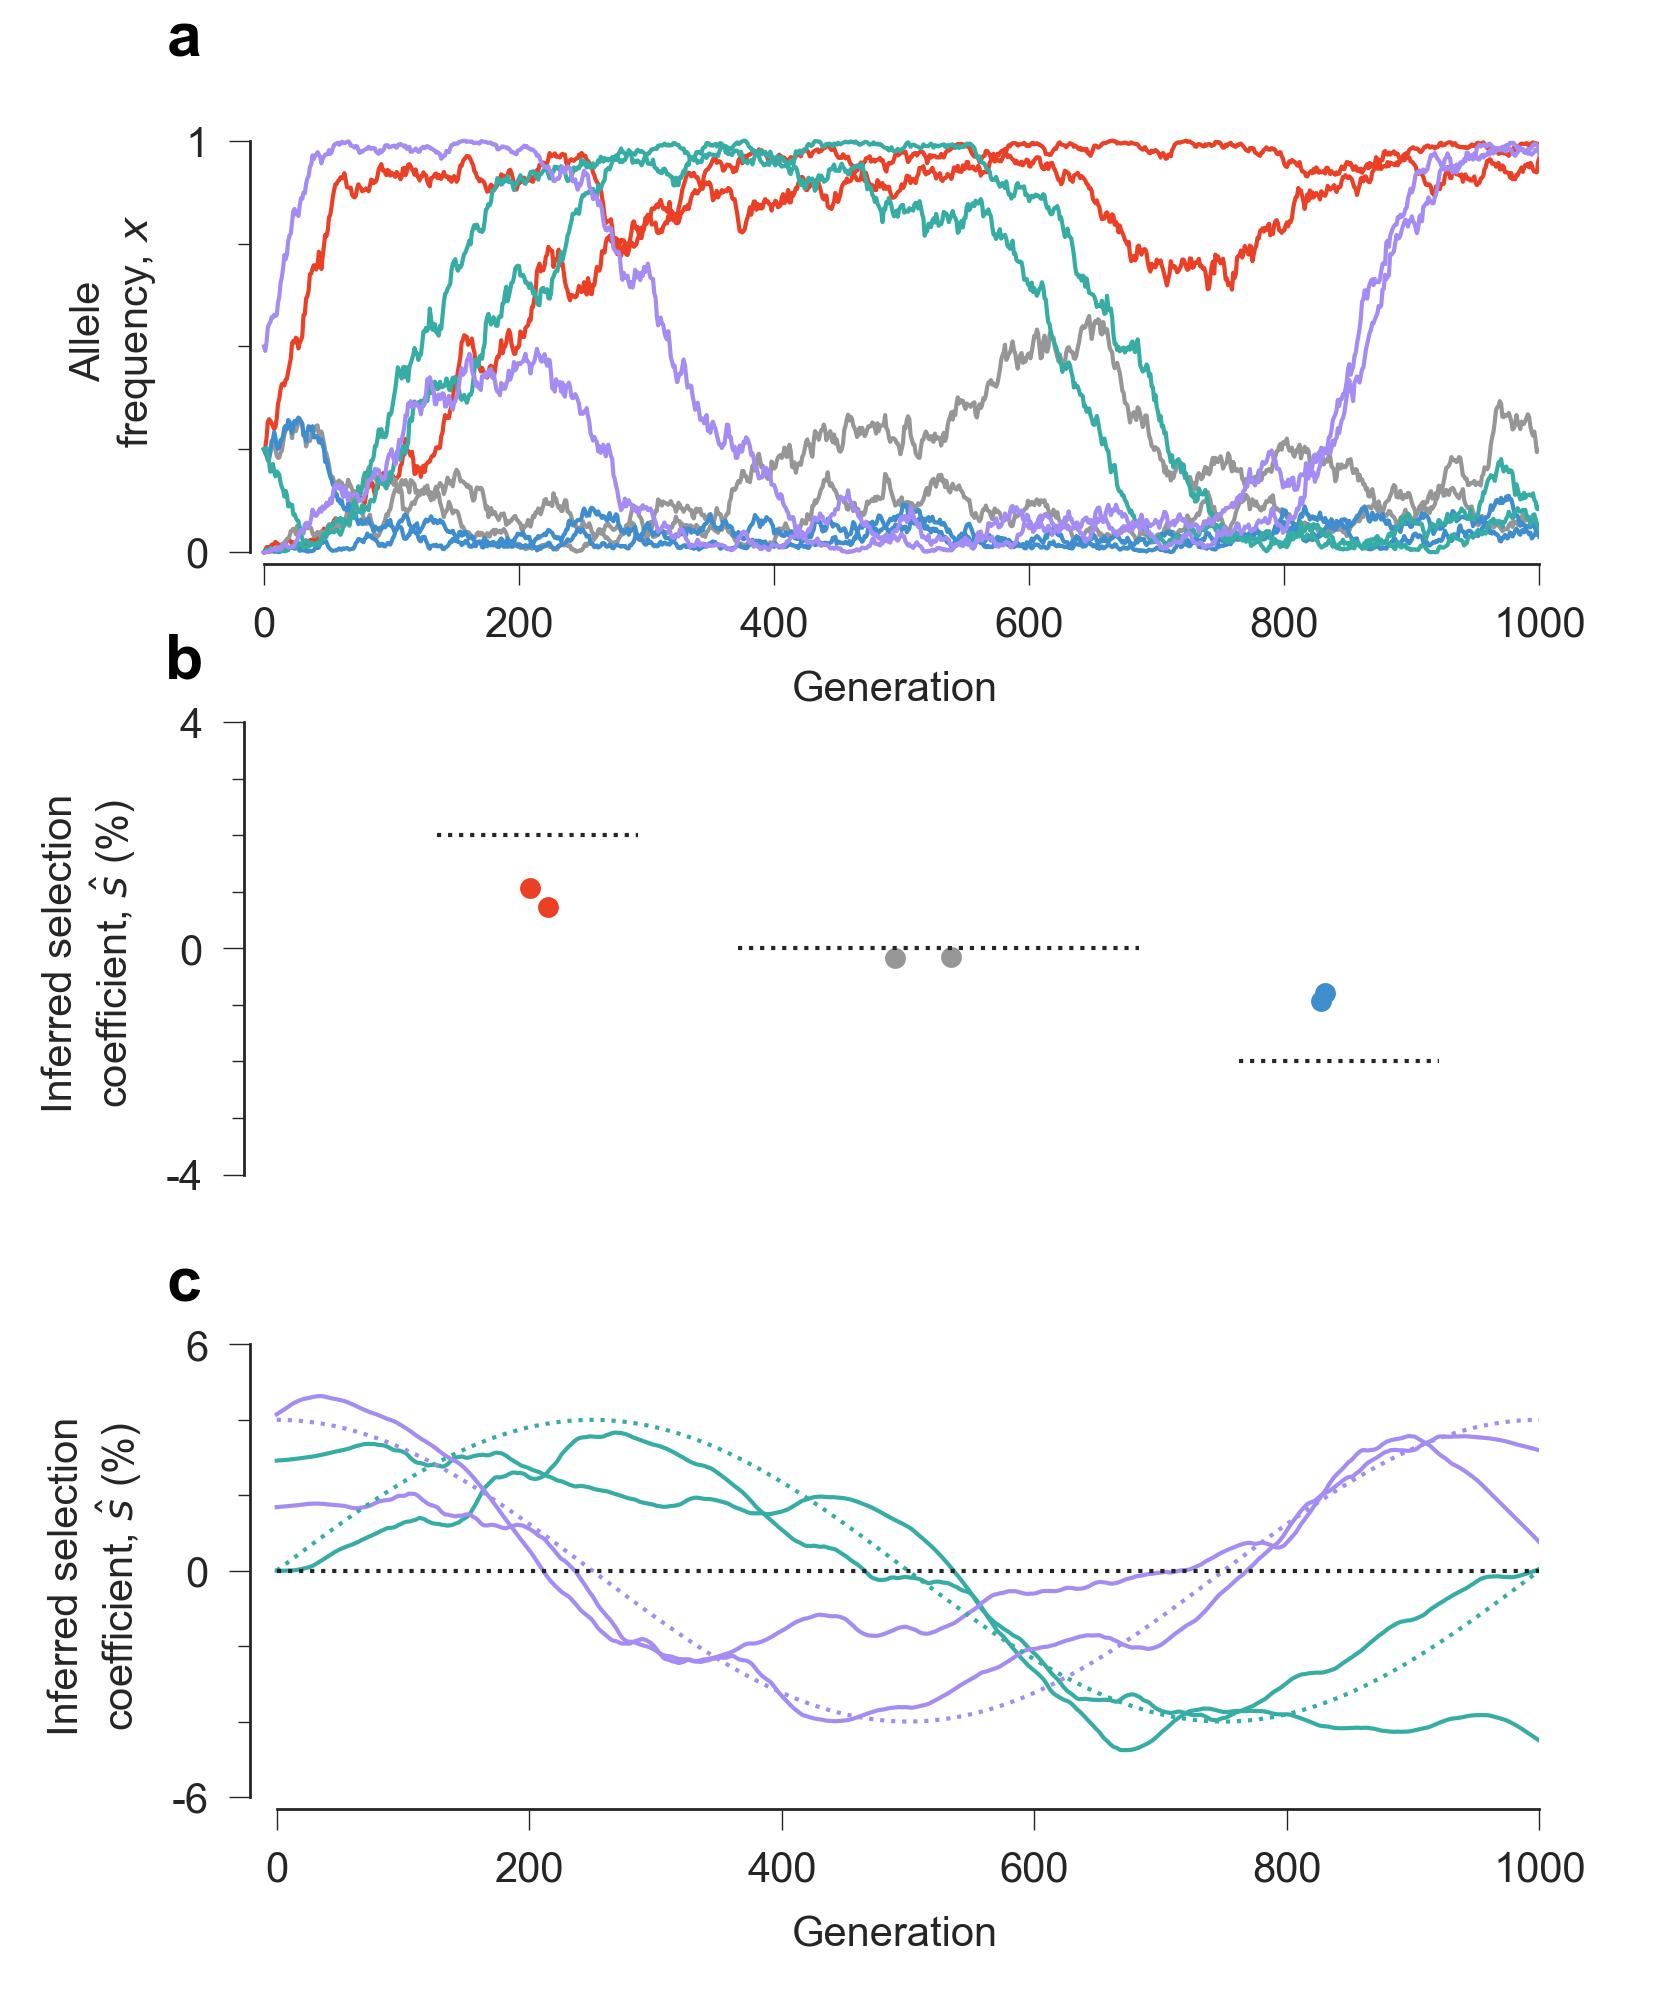 a
Allele
frequency, x
1
0
0 200 400 600 800 1000
Generation
b
Inferred selection
coefficient, ŝ (%)
4
0
-4
c
Inferred selection
coefficient, ŝ (%)
6
0
-6
0 200 400 600 800 1000
Generation